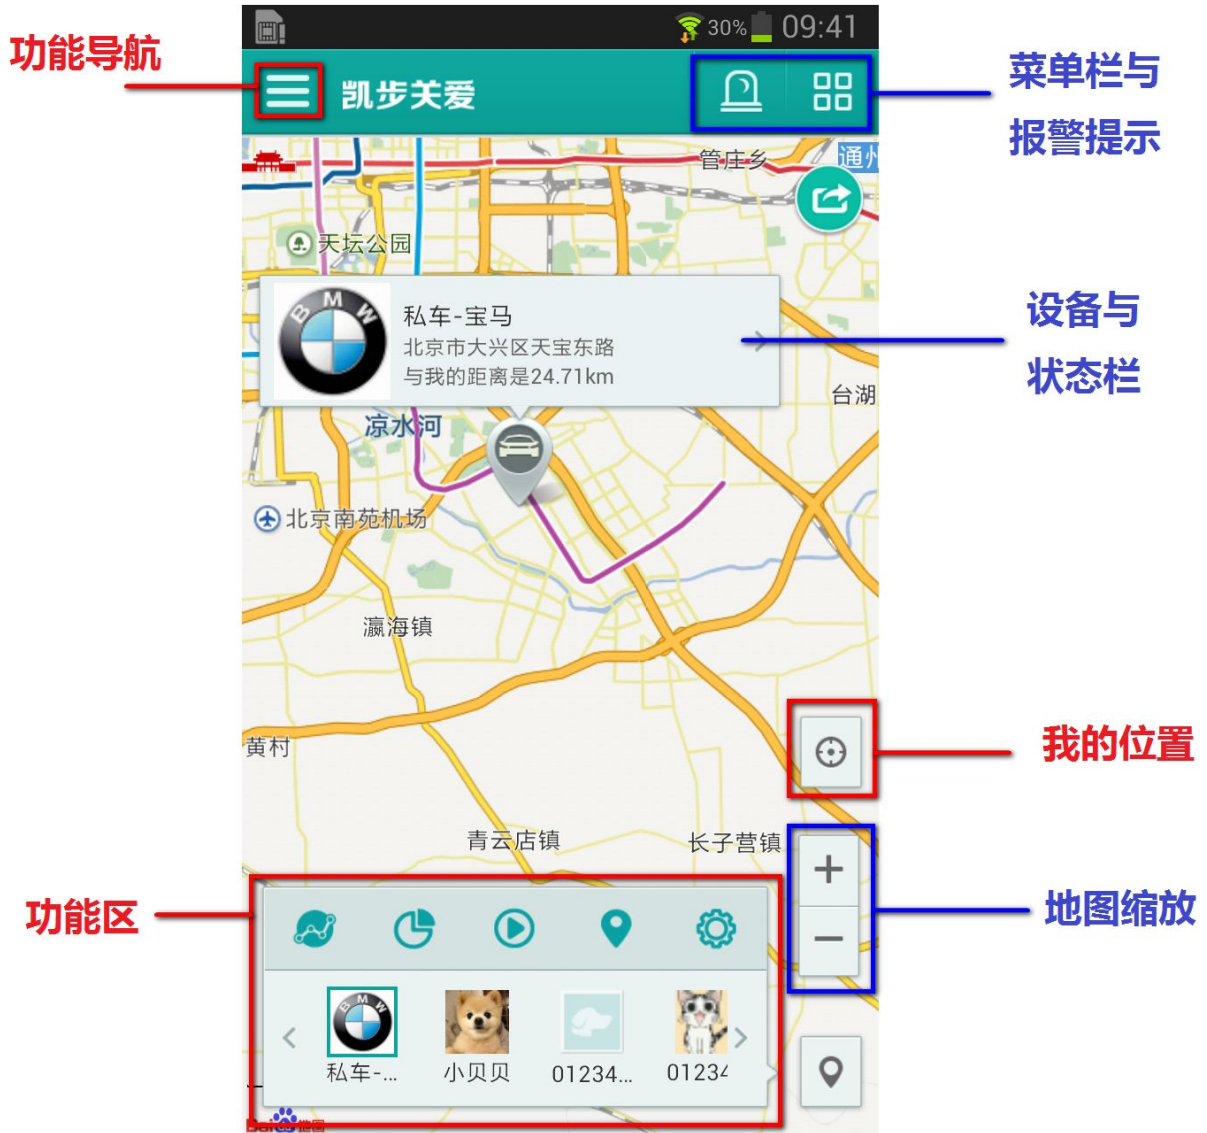 30% 09:41
功能导航
凯步关爱
菜单栏与
报警提示
管庄乡
通州
天坛公园
BMW
私车-宝马
北京市大兴区天宝东路
与我的距离是24.71km
设备与
状态栏
台湖
凉水河
北京南苑机场
瀛海镇
黄村
我的位置
青云店镇
长子营镇
地图缩放
功能区
BMW
私车-...
小贝贝
01234...
01234
Bai 地图